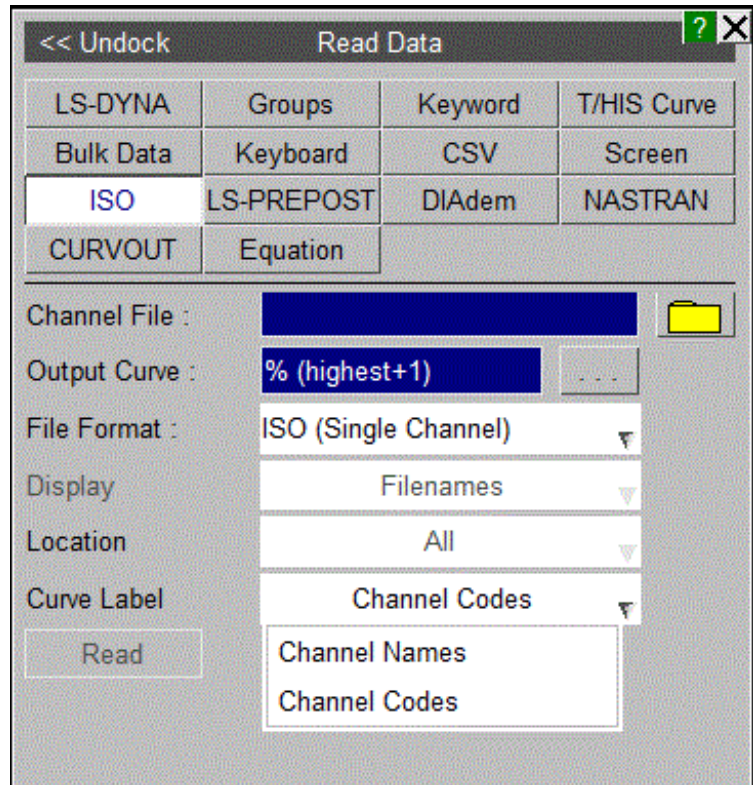 << Undock Read Data ? X
LS-DYNA Groups Keyword T/HIS Curve
Bulk Data Keyboard CSV Screen
ISO LS-PREPOST DIAdem NASTRAN
CURVOUT Equation
Channel File :
Output Curve : % (highest+1) ...
File Format : ISO (Single Channel)
Display Filenames
Location All
Curve Label Channel Codes
Read Channel Names
Channel Codes